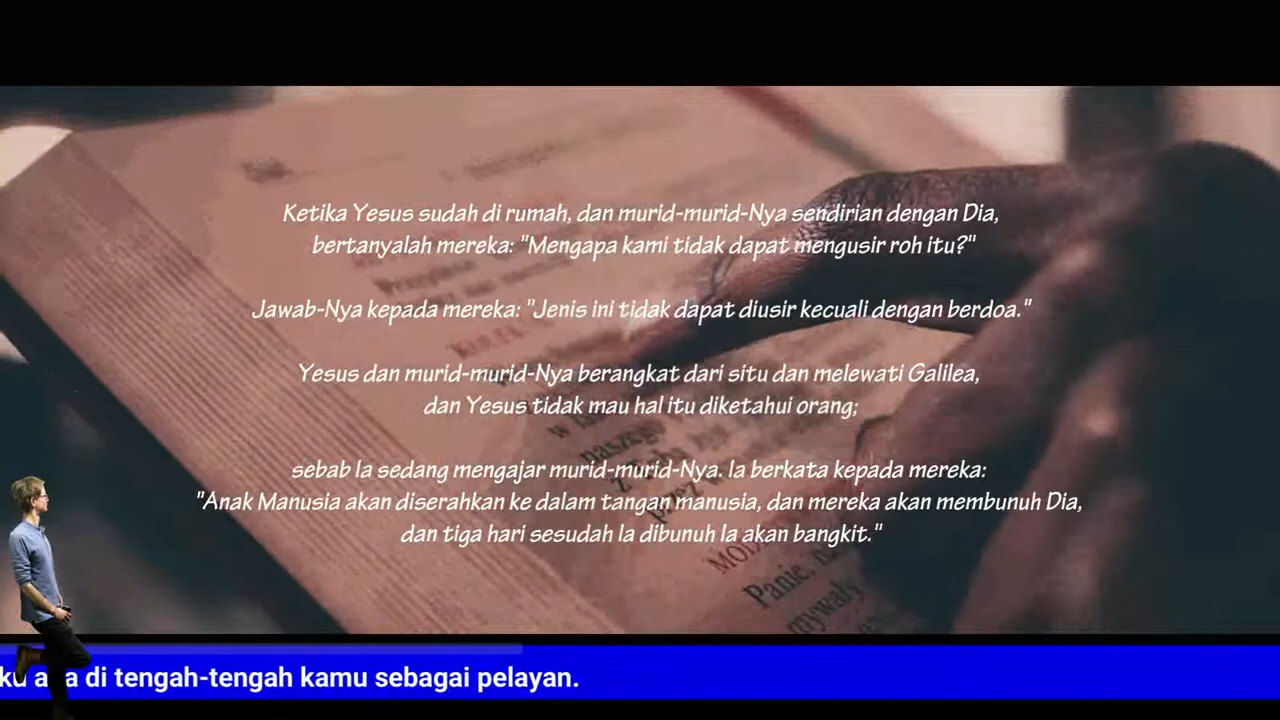 Ketika Yesus sudah di rumah, dan murid-murid-Nya sendirian dengan Dia,
bertanyalah mereka: "Mengapa kami tidak dapat mengusir roh itu?"
Jawab-Nya kepada mereka: "Jenis ini tidak dapat diusir kecuali dengan berdoa."
Yesus dan murid-murid-Nya berangkat dari situ dan melewati Galilea,
dan Yesus tidak mau hal itu diketahui orang;
sebab Ia sedang mengajar murid-murid-Nya. Ia berkata kepada mereka:
"Anak Manusia akan diserahkan ke dalam tangan manusia, dan mereka akan membunuh Dia,
dan tiga hari sesudah Ia dibunuh Ia akan bangkit."
Panie,
di tengah-tengah kamu sebagai pelayan.